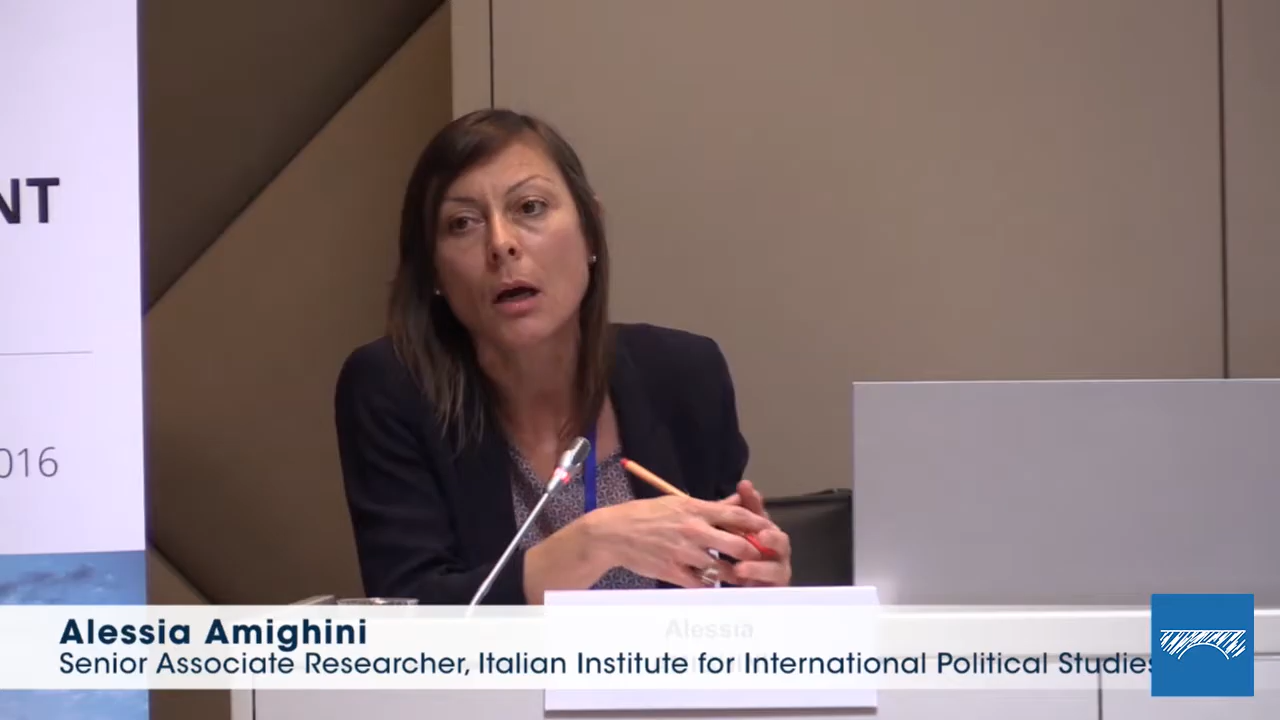 NT
016
Alessia
Alessia Amighini
Senior Associate Researcher, Italian Institute for International Political Studies